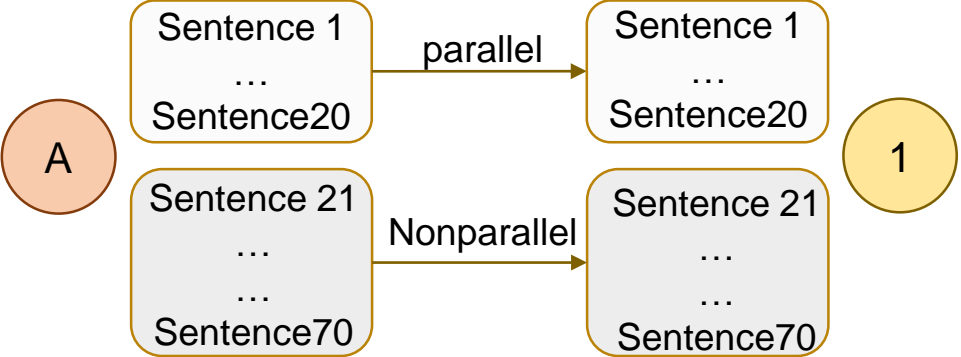 Sentence 1
…
Sentence20
parallel
Sentence 1
…
Sentence20
A
1
Sentence 21
…
…
Sentence70
Nonparallel
Sentence 21
…
…
Sentence70